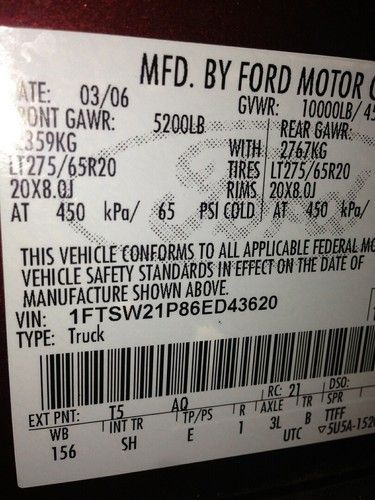 MFD. BY FORD MOTOR
ATE: 03/06
GVWR: 10000LB/
ONT GAWR: 5200LB REAR GAWR:
2359KG WITH 2767KG
LT275/65R20 TIRES LT275/65R20
20X8.0J RIMS 20X8.0J
AT 450 kPa/ 65 PSI COLD AT 450 kPa/
THIS VEHICLE CONFORMS TO ALL APPLICABLE FEDERAL
VEHICLE SAFETY STANDARDS IN EFFECT ON THE DATE OF
MANUFACTURE SHOWN ABOVE.
VIN: 1FTSW21P86ED43620
TYPE: Truck
RC: 21 DSO:
EXT PNT: T5 AQ
WB INT TR TP/PS R AXLE TR SPR
156 SH E 1 3L B TTFF
UTC ▽5U5A-1520